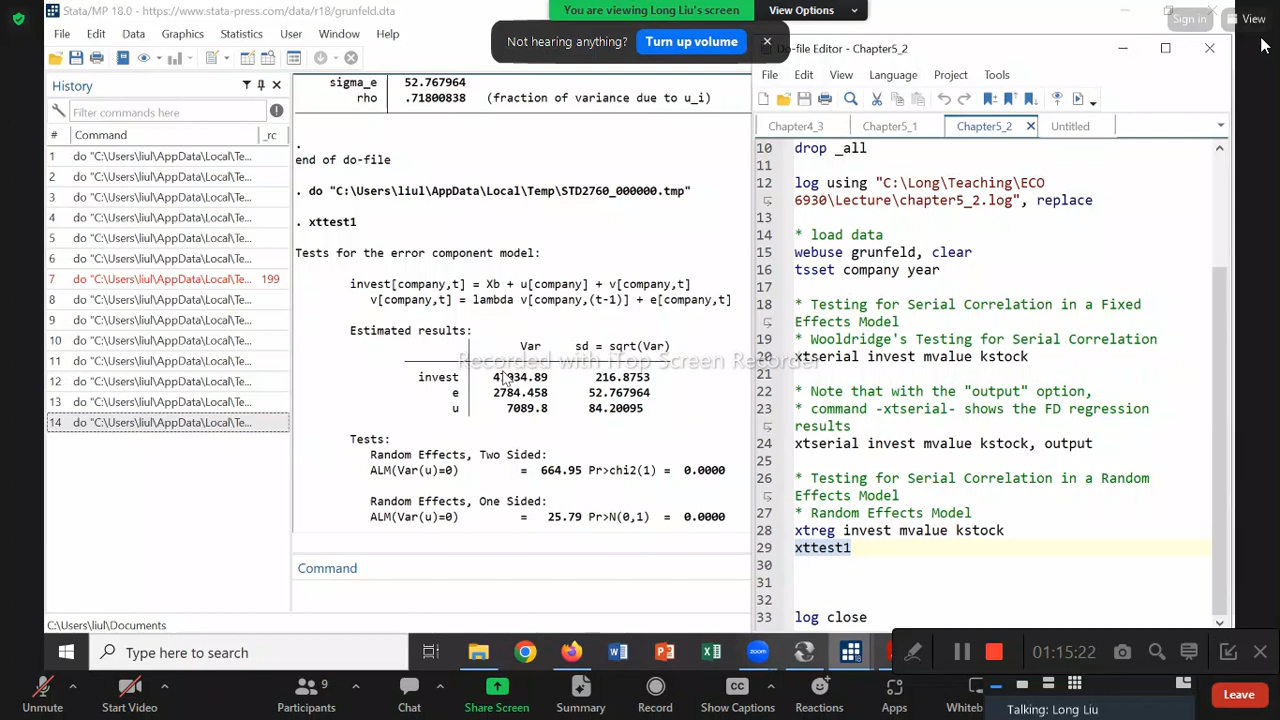 Stata/MP 18.0 - https://www.stata-press.com/data/r18/grunfeld.dta
You are viewing Long Liu's screen
View Options
Sign in
View
File Edit Data Graphics Statistics User Window Help
Not hearing anything?
Turn up volume
Do-file Editor - Chapter5_2
File Edit View Language Project Tools
Chapter4_3
Chapter5_1
Chapter5_2
Untitled
History
Filter commands here
# Command _rc
1 do "C:\Users\liul\AppData\Local\Te...
2 do "C:\Users\liul\AppData\Local\Te...
3 do "C:\Users\liul\AppData\Local\Te...
4 do "C:\Users\liul\AppData\Local\Te...
5 do "C:\Users\liul\AppData\Local\Te...
6 do "C:\Users\liul\AppData\Local\Te...
7 do "C:\Users\liul\AppData\Local\Te... 199
8 do "C:\Users\liul\AppData\Local\Te...
9 do "C:\Users\liul\AppData\Local\Te...
10 do "C:\Users\liul\AppData\Local\Te...
11 do "C:\Users\liul\AppData\Local\Te...
12 do "C:\Users\liul\AppData\Local\Te...
13 do "C:\Users\liul\AppData\Local\Te...
14 do "C:\Users\liul\AppData\Local\Te...
sigma_e 52.767964
rho .71800838 (fraction of variance due to u_i)
.
end of do-file
. do "C:\Users\liul\AppData\Local\Temp\STD2760_000000.tmp"
. xttest1
Tests for the error component model:
invest[company,t] = Xb + u[company] + v[company,t]
v[company,t] = lambda v[company,(t-1)] + e[company,t]
Estimated results:
Var sd = sqrt(Var)
Recorded with iTop Screen Recorder
invest 216.8753
e 2784.458 52.767964
u 7089.8 84.20095
Tests:
Random Effects, Two Sided:
ALM(Var(u)=0) = 664.95 Pr>chi2(1) = 0.0000
Random Effects, One Sided:
ALM(Var(u)=0) = 25.79 Pr>N(0,1) = 0.0000
Command
10 drop _all
11
12 log using "C:\Long\Teaching\ECO
6930\Lecture\chapter5_2.log", replace
13
14 * load data
15 webuse grunfeld, clear
16 tsset company year
17
18 * Testing for Serial Correlation in a Fixed
Effects Model
19 * Wooldridge's Testing for Serial Correlation
20 xtserial invest mvalue kstock
21
22 * Note that with the "output" option,
23 * command -xtserial- shows the FD regression
results
24 xtserial invest mvalue kstock, output
25
26 * Testing for Serial Correlation in a Random
Effects Model
27 * Random Effects Model
28 xtreg invest mvalue kstock
29 xttest1
30
31
32
33 log close
C:\Users\liul\Documents
Type here to search
01:15:22
Unmute
Start Video
Participants
9
Chat
Share Screen
Summary
Record
Show Captions
Reactions
Apps
Whiteb
Talking: Long Liu
Leave